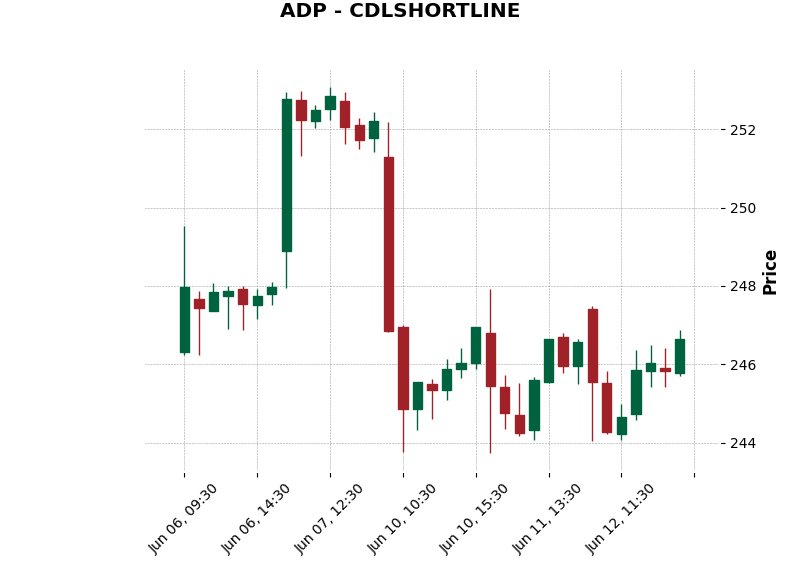 ADP - CDLSHORTLINE
252
250
248
246
244
Price
Jun 06, 09:30
Jun 06, 14:30
Jun 07, 12:30
Jun 10, 10:30
Jun 10, 15:30
Jun 11, 13:30
Jun 12, 11:30